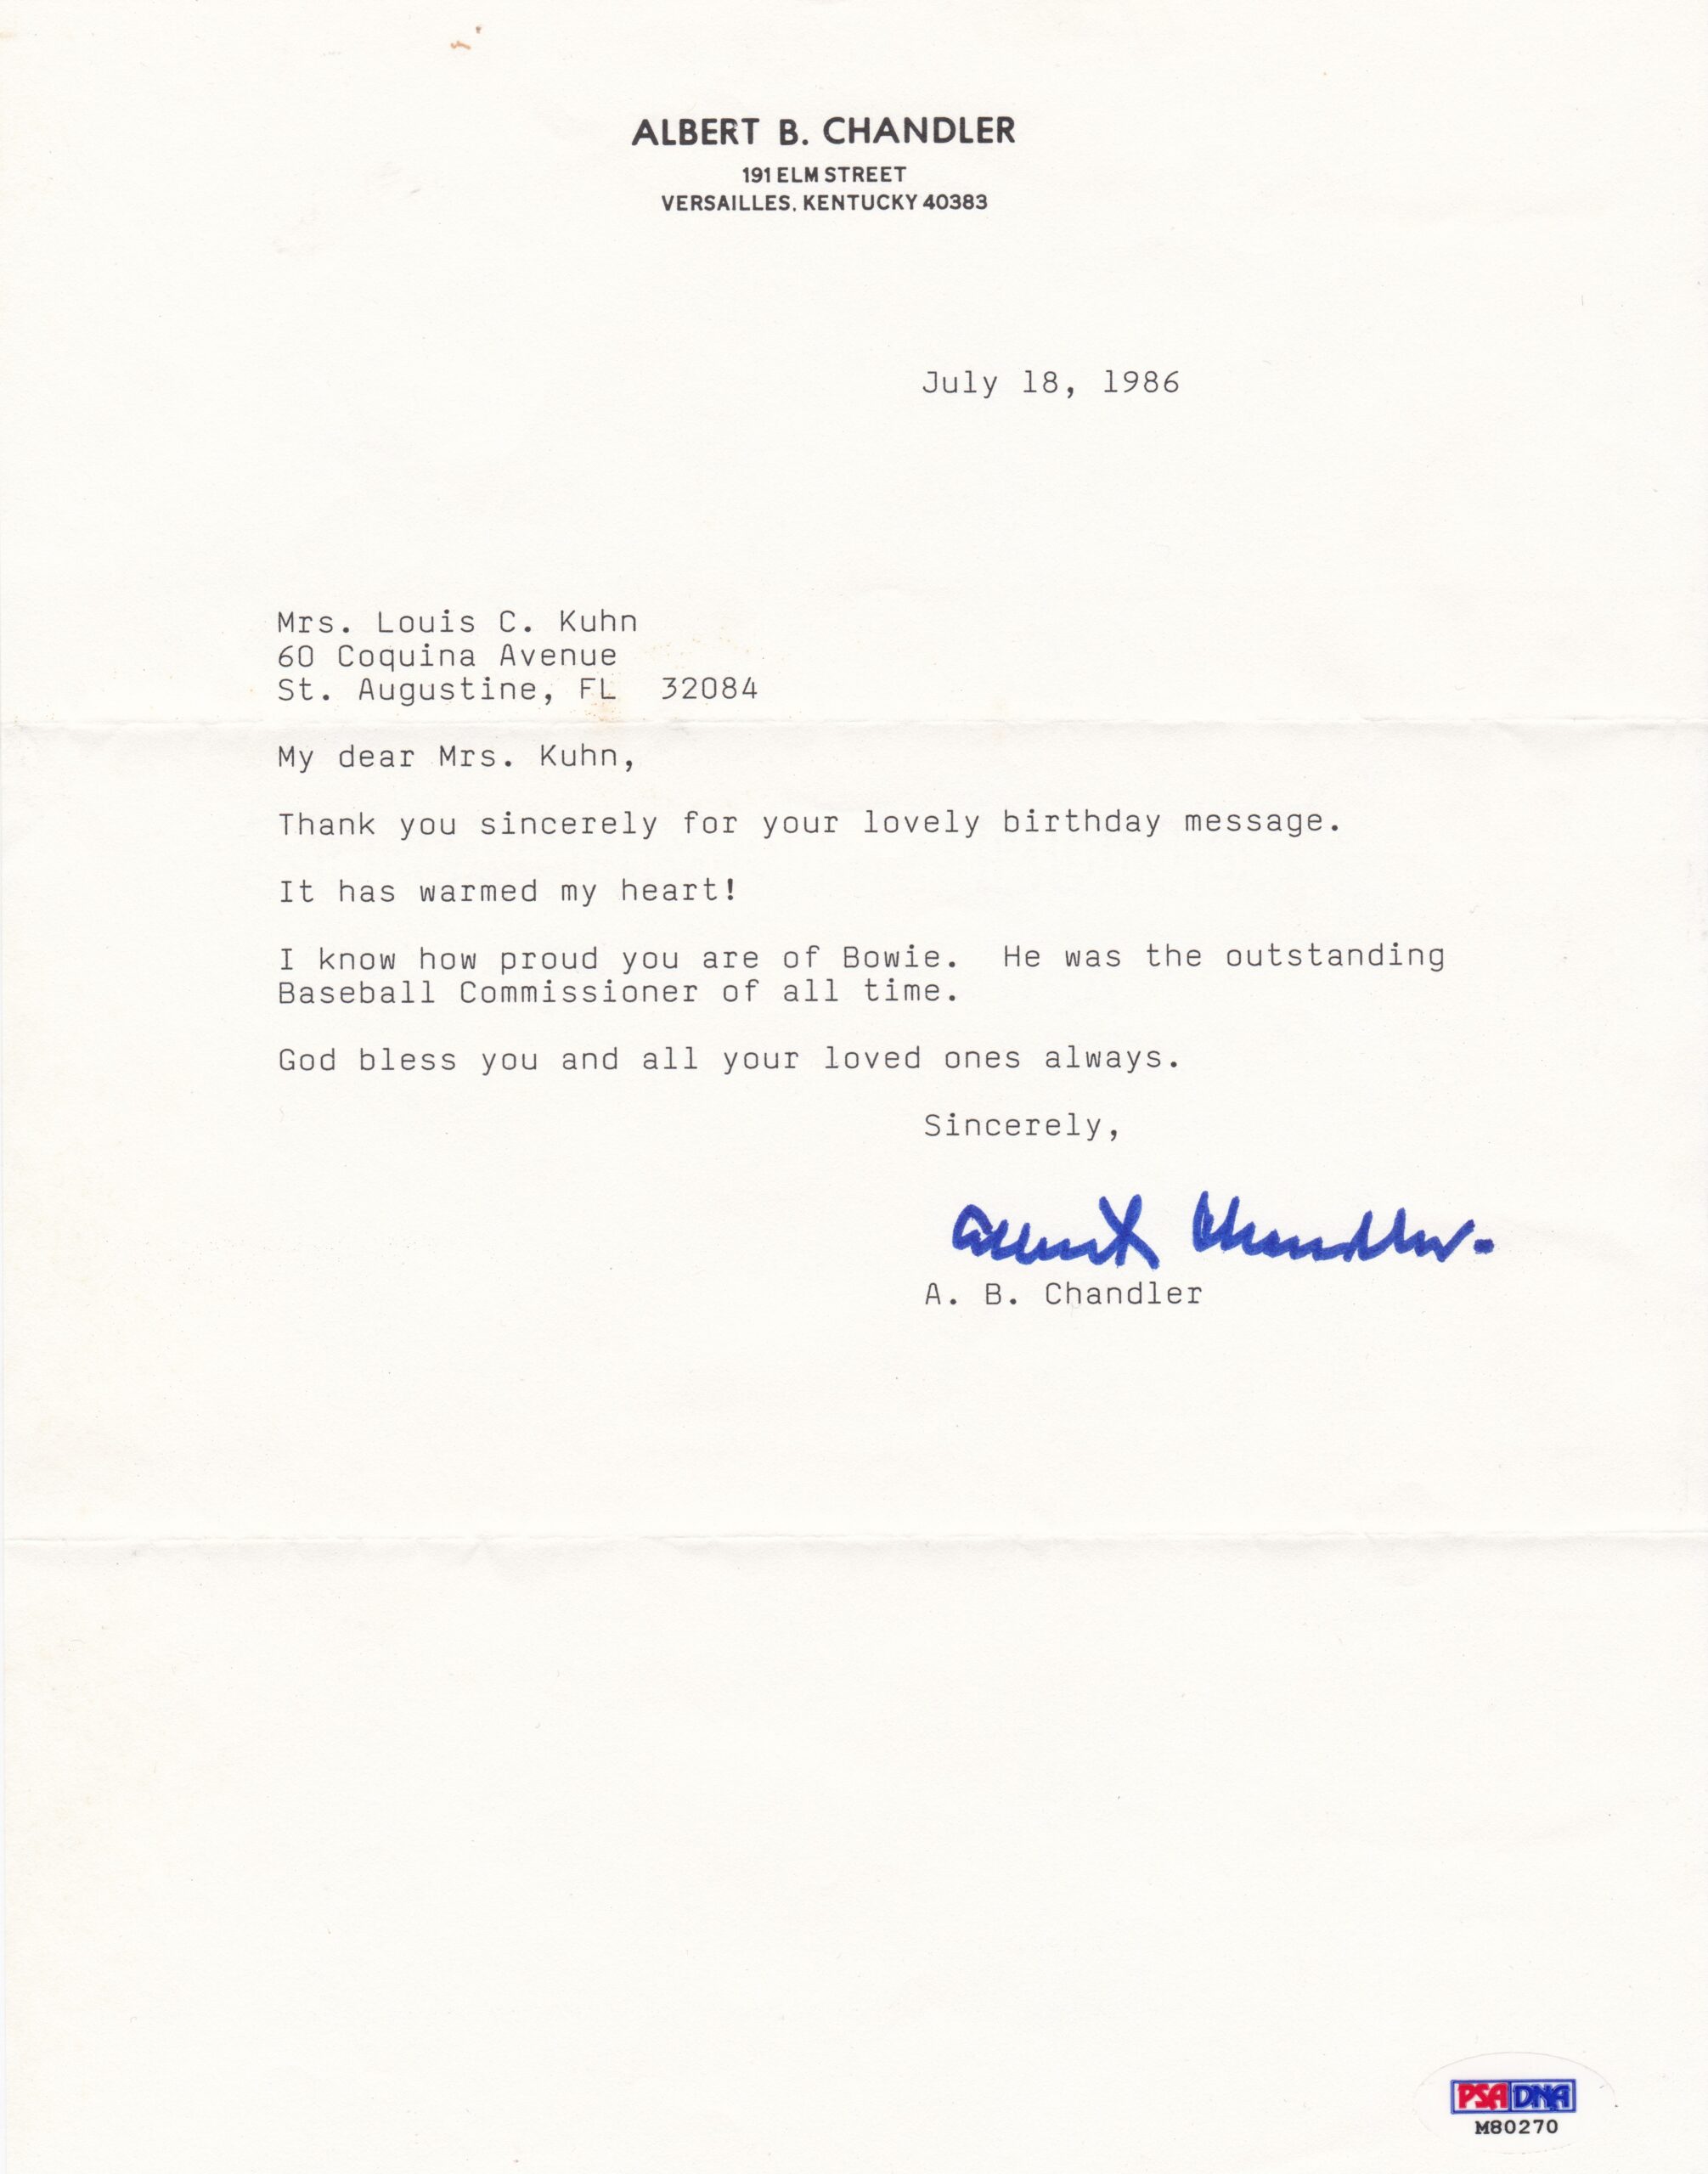 ALBERT B. CHANDLER
191 ELM STREET
VERSAILLES, KENTUCKY 40383
July 18, 1986
Mrs. Louis C. Kuhn
60 Coquina Avenue
St. Augustine, FL  32084
My dear Mrs. Kuhn,
Thank you sincerely for your lovely birthday message.
It has warmed my heart!
I know how proud you are of Bowie.  He was the outstanding
Baseball Commissioner of all time.
God bless you and all your loved ones always.
Sincerely,
Albert Chandler.
A. B. Chandler
PSA DNA
M80270